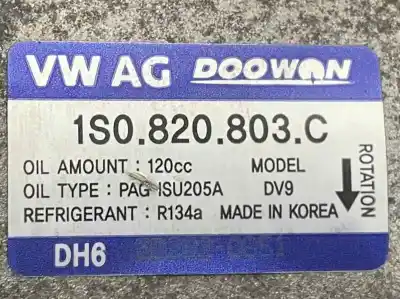 VW AG DOOWON
1S0.820.803.C
OIL AMOUNT : 120cc MODEL
OIL TYPE : PAG ISU205A DV9
REFRIGERANT : R134a MADE IN KOREA
ROTATION
DH6